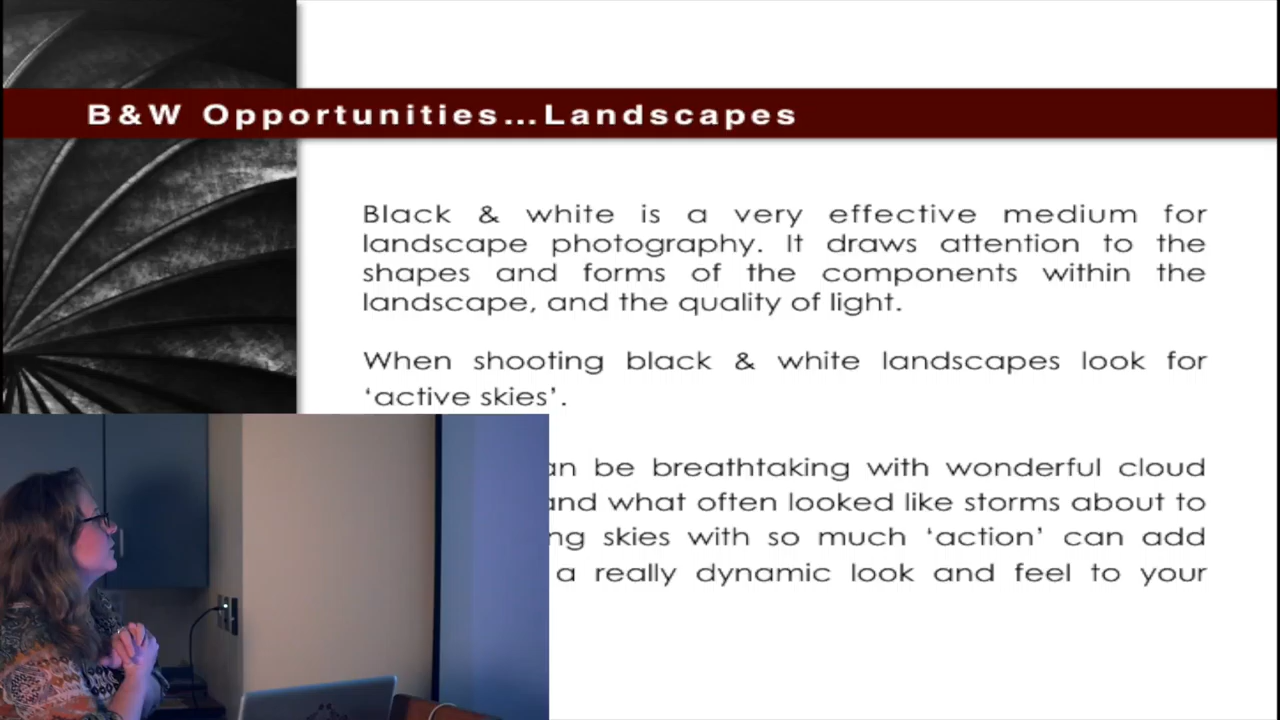 B&W Opportunities...Landscapes
Black & white is a very effective medium for
landscape photography. It draws attention to the
shapes and forms of the components within the
landscape, and the quality of light.
When shooting black & white landscapes look for
‘active skies’.
be breathtaking with wonderful cloud
what often looked like storms about to
skies with so much ‘action’ can add
a really dynamic look and feel to your